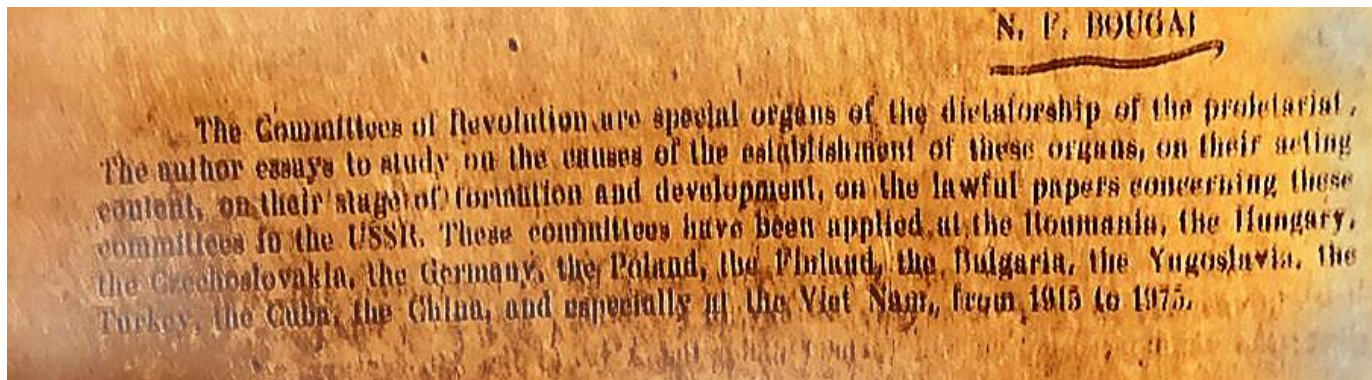 N. F. BOUGAI
The Committees of Revolution are special organs of the dictatorship of the proletariat.
The author essays to study on the causes of the establishment of these organs, on their acting
content, on their stage of formation and development, on the lawful papers concerning these
committees in the USSR. These committees have been applied at the Roumania, the Hungary,
the Czechoslovakia, the Germany, the Poland, the Finland, the Bulgaria, the Yugoslavia, the
Turkey, the Cuba, the China, and especially at the Viet Nam, from 1945 to 1975.